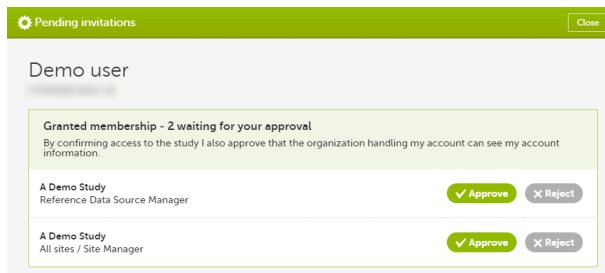 Pending invitations Close
Demo user
Granted membership - 2 waiting for your approval
By confirming access to the study I also approve that the organization handling my account can see my account
information.
A Demo Study
Reference Data Source Manager Approve Reject
A Demo Study
All sites / Site Manager Approve Reject